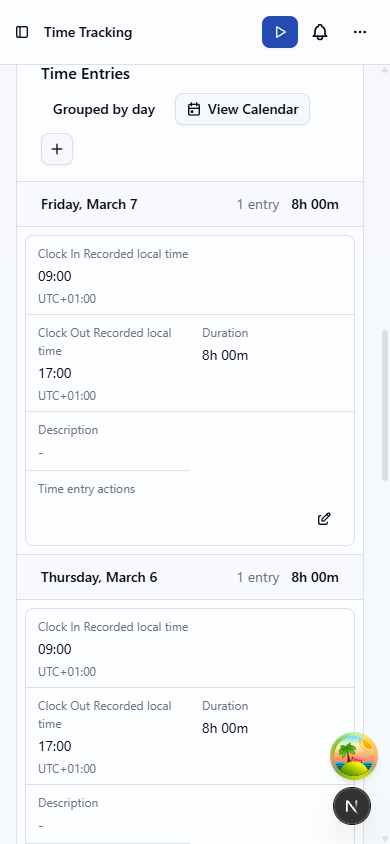 Time Tracking
Time Entries
Grouped by day
View Calendar
Friday, March 7 1 entry 8h 00m
Clock In Recorded local time
09:00
UTC+01:00
Clock Out Recorded local
time
17:00
UTC+01:00
Duration
8h 00m
Description
-
Time entry actions
Thursday, March 6 1 entry 8h 00m
Clock In Recorded local time
09:00
UTC+01:00
Clock Out Recorded local
time
17:00
UTC+01:00
Duration
8h 00m
Description
-
N